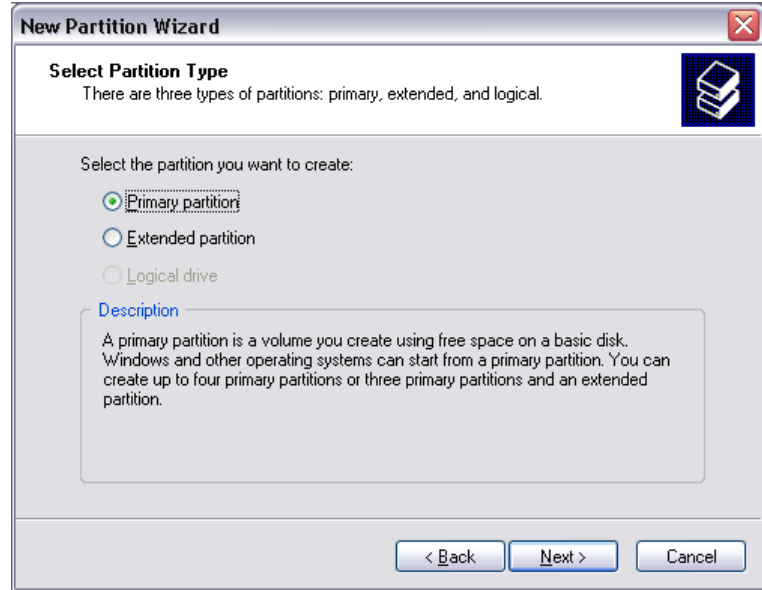 New Partition Wizard
Select Partition Type
There are three types of partitions: primary, extended, and logical.
Select the partition you want to create:
Primary partition
Extended partition
Logical drive
Description
A primary partition is a volume you create using free space on a basic disk.
Windows and other operating systems can start from a primary partition. You can
create up to four primary partitions or three primary partitions and an extended
partition.
< Back Next > Cancel